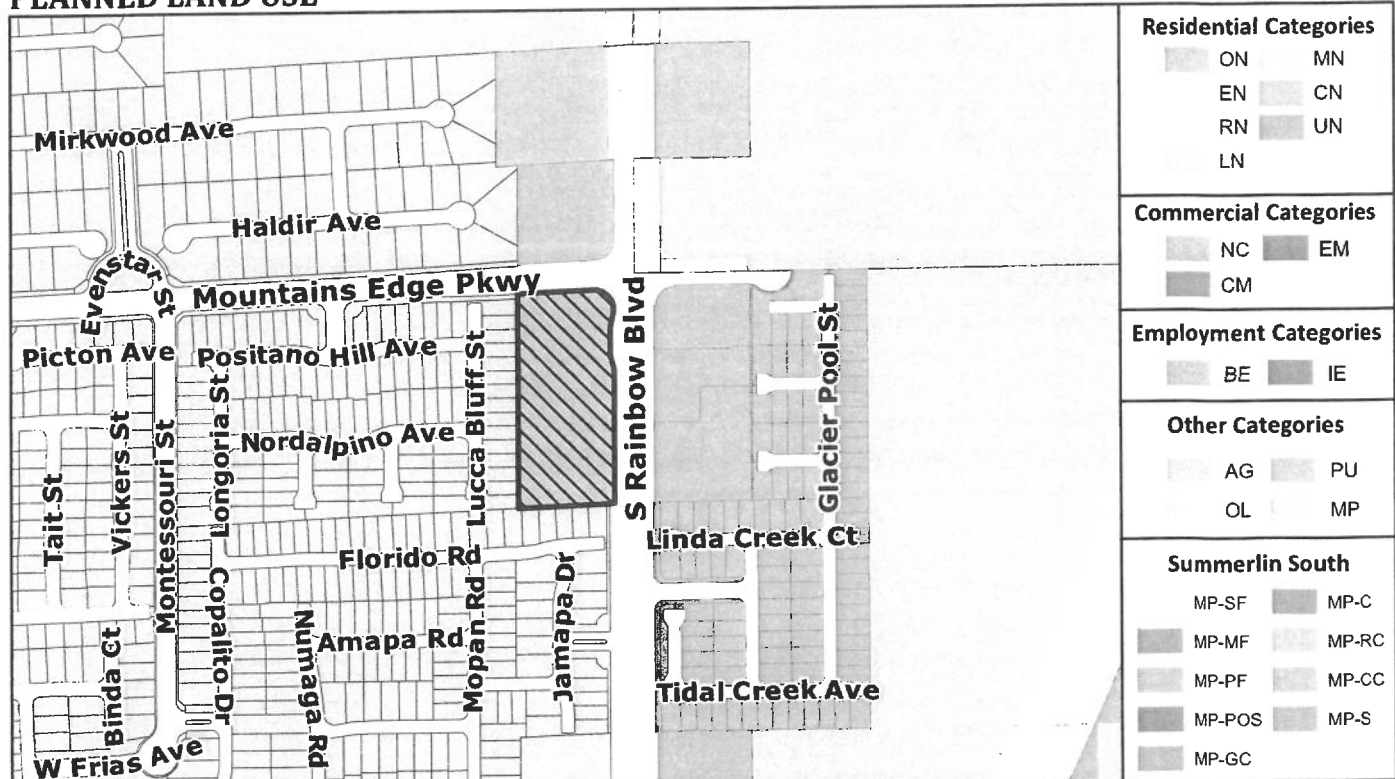 PLANNED LAND USE
Mirkwood Ave
Haldir Ave
Evenstar St
Mountains Edge Pkwy
Picton Ave
Positano Hill Ave
S Rainbow Blvd
Glacier Pool St
Lucca Bluff St
Longoria St
Nordalpino Ave
Tait St
Vickers St
Montessouri St
Linda Creek Ct
Florido Rd
Copalito Dr
Jamapa Dr
Mopan Rd
Numaga Rd
Amapa Rd
Binda Ct
Tidal Creek Ave
W Frias Ave
Residential Categories
ON MN
EN CN
RN UN
LN
Commercial Categories
NC EM
CM
Employment Categories
BE IE
Other Categories
AG PU
OL MP
Summerlin South
MP-SF MP-C
MP-MF MP-RC
MP-PF MP-CC
MP-POS MP-S
MP-GC